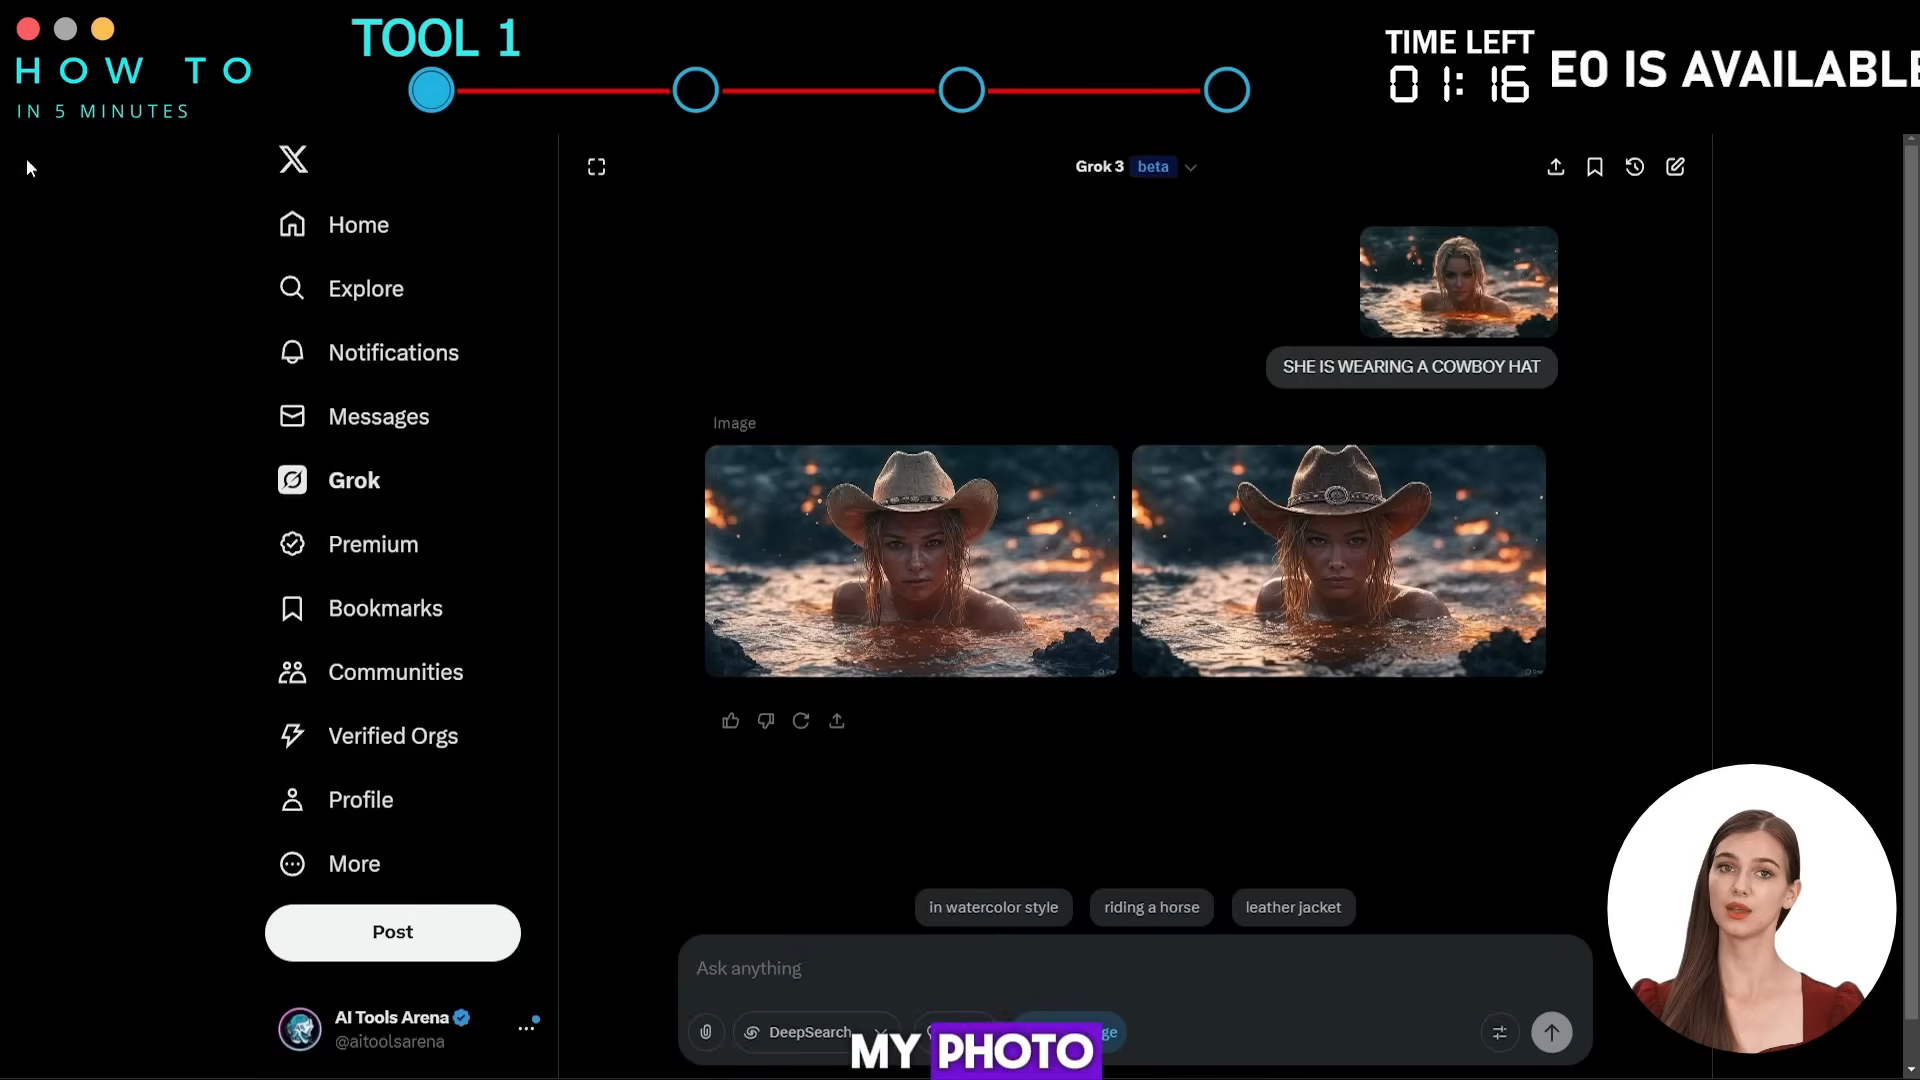 HOW TO
IN 5 MINUTES
TOOL 1
TIME LEFT
01:16
EO IS AVAILABLE
Home
Explore
Notifications
Messages
Grok
Premium
Bookmarks
Communities
Verified Orgs
Profile
More
Post
AI Tools Arena
@aitoolsarena
Grok 3 beta
SHE IS WEARING A COWBOY HAT
Image
in watercolor style
riding a horse
leather jacket
Ask anything
DeepSearch
ge
MY PHOTO